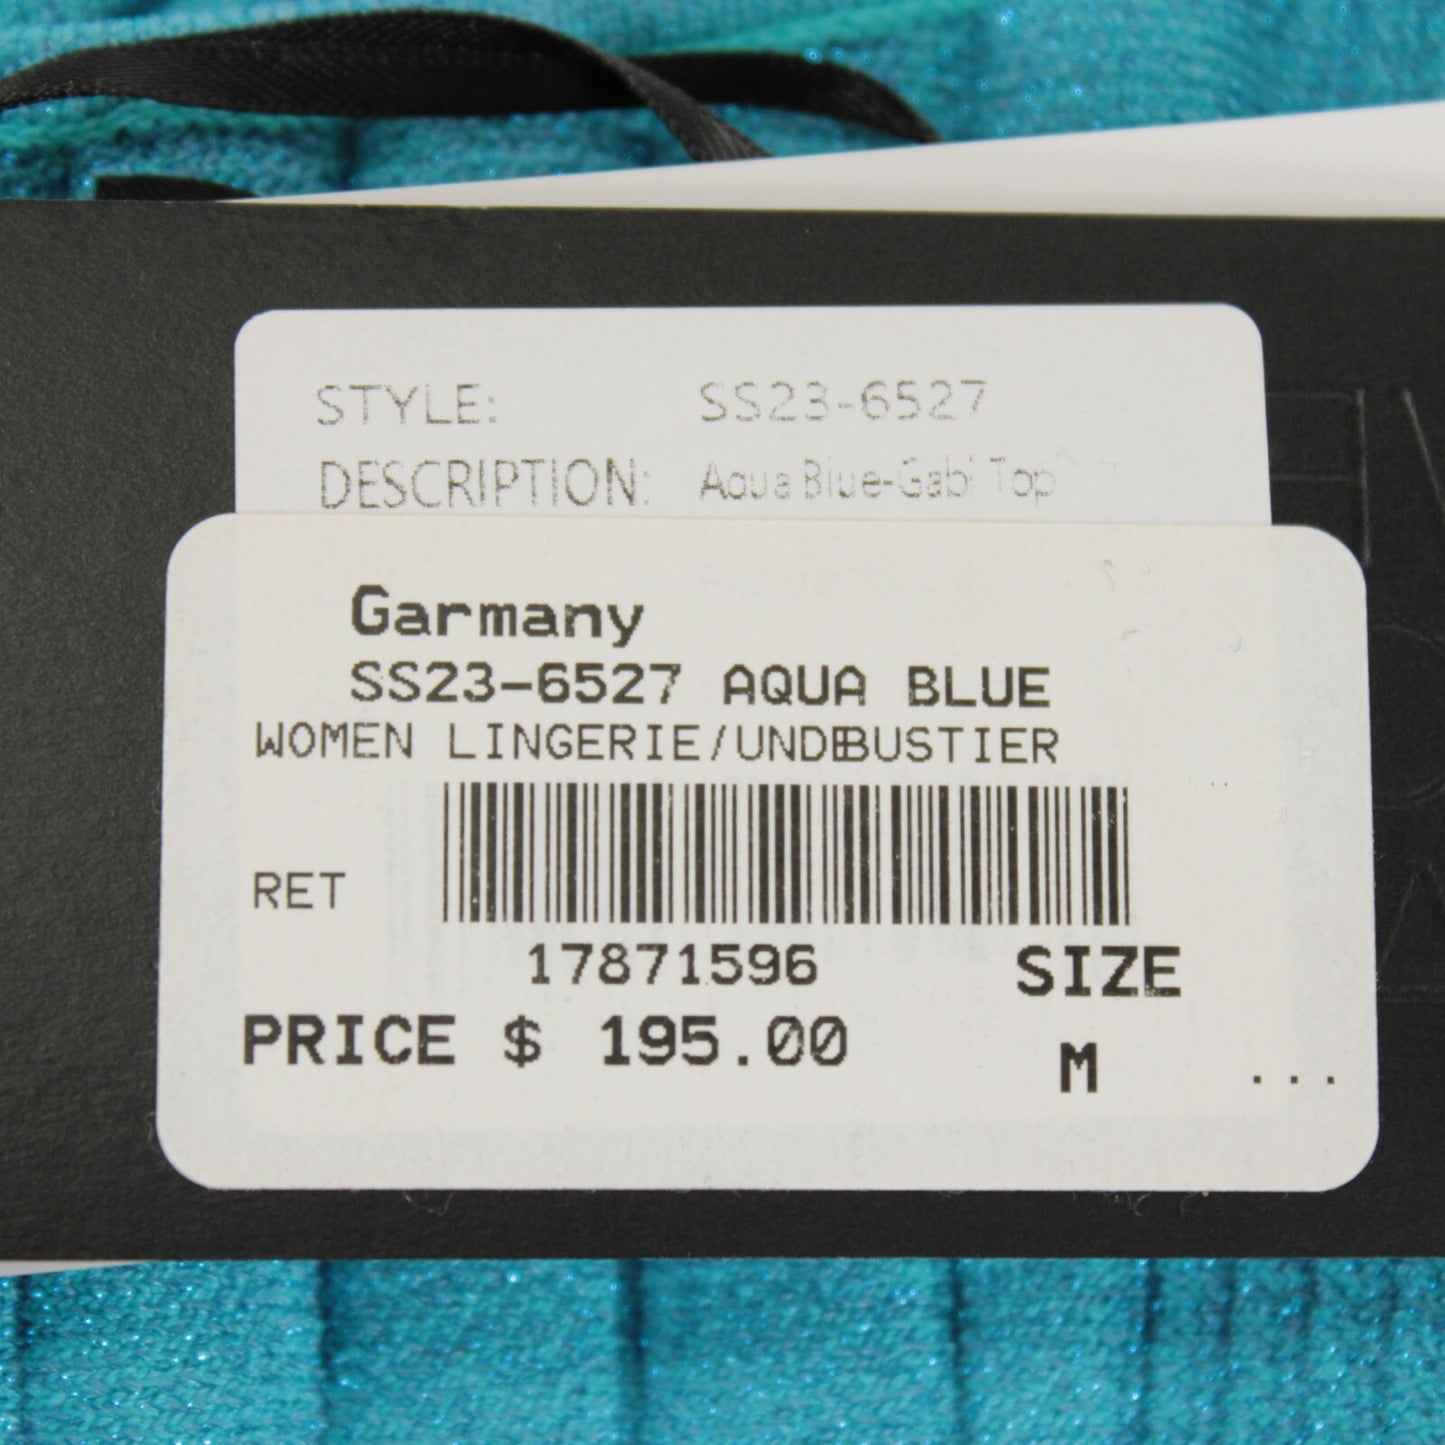 STYLE: SS23-6527
DESCRIPTION: Aqua Blue-Gabi Top
Garmany
SS23-6527 AQUA BLUE
WOMEN LINGERIE/UNDBUSTIER
RET
17871596
SIZE
PRICE $ 195.00
M
...